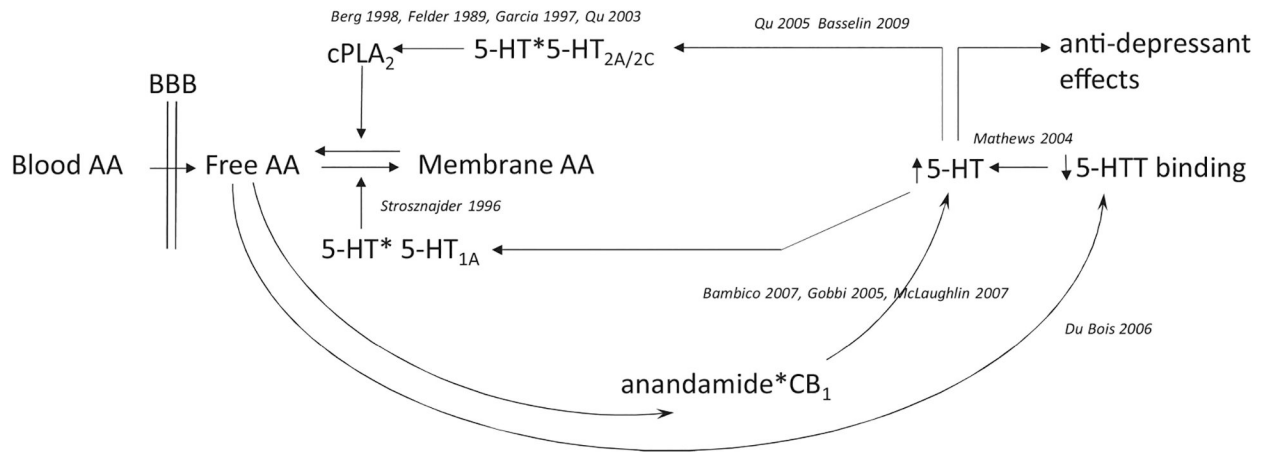 Berg 1998, Felder 1989, Garcia 1997, Qu 2003
Qu 2005 Basselin 2009
cPLA₂
5-HT*5-HT₂A/₂C
anti-depressant
effects
BBB
Mathews 2004
Blood AA
Free AA
Membrane AA
↑5-HT
↓5-HTT binding
Strosznajder 1996
5-HT* 5-HT₁A
Bambico 2007, Gobbi 2005, McLaughlin 2007
Du Bois 2006
anandamide*CB₁